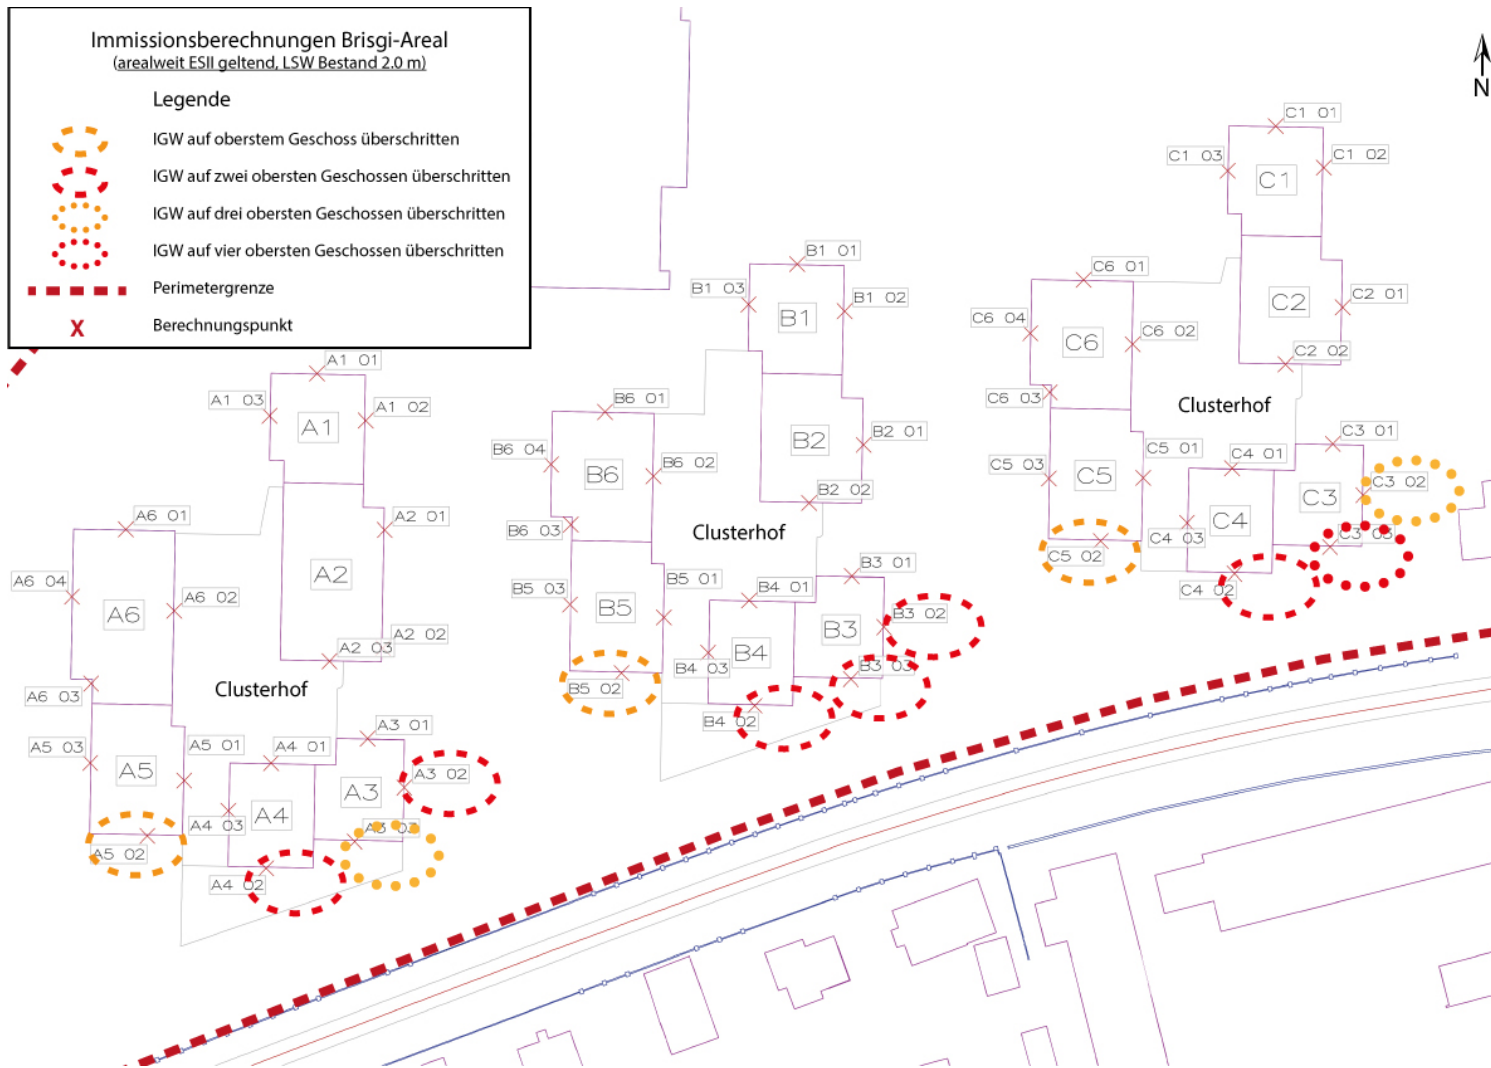 Immissionsberechnungen Brisgi-Areal
(arealweit ESII geltend, LSW Bestand 2.0 m)
Legende
IGW auf oberstem Geschoss überschritten
IGW auf zwei obersten Geschossen überschritten
IGW auf drei obersten Geschossen überschritten
IGW auf vier obersten Geschossen überschritten
Perimetergrenze
X Berechnungspunkt
N
A1 01
A1 03
A1 02
A1
A6 01
A2 01
A6 04
A6 02
A6
A2
A2 02
A2 03
A6 03
Clusterhof
A3 01
A5 03
A5 01
A4 01
A5
A3
A3 02
A4 03
A4
A3 03
A5 02
A4 02
B1 01
B1 03
B1 02
B1
B6 01
B2 01
B6 04
B6 02
B6
B2
B2 02
B6 03
Clusterhof
B3 01
B5 03
B5 01
B4 01
B5
B3
B3 02
B4
B4 03
B3 03
B5 02
B4 02
C1 01
C1 03
C1 02
C1
C6 01
C2 01
C6 04
C6 02
C6
C2
C2 02
C6 03
Clusterhof
C3 01
C5 03
C5 01
C4 01
C5
C3
C3 02
C4
C4 03
C3 03
C5 02
C4 02